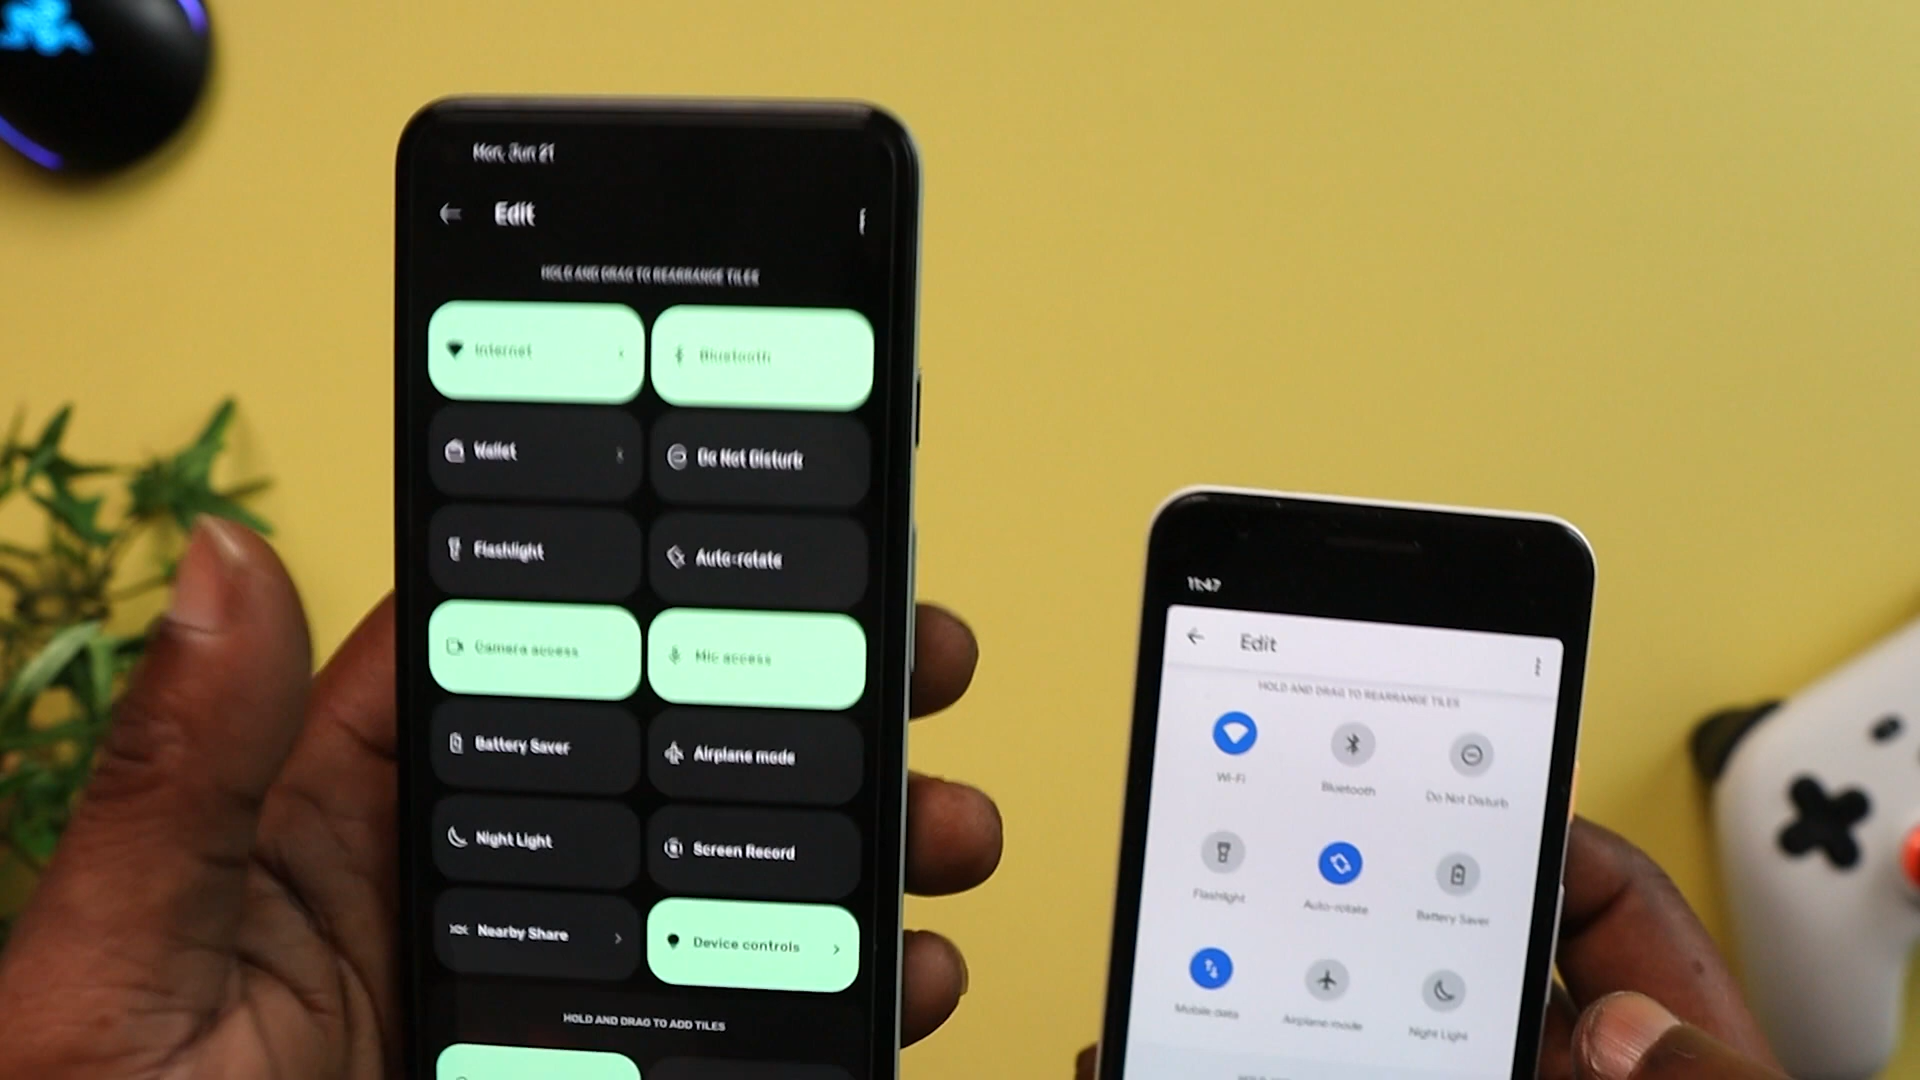 Mon, Jun 21
Edit
HOLD AND DRAG TO REARRANGE TILES
Internet
Bluetooth
Wallet
Do Not Disturb
Flashlight
Auto-rotate
Camera access
Mic access
Battery Saver
Airplane mode
Night Light
Screen Record
Nearby Share
Device controls
HOLD AND DRAG TO ADD TILES
11:47
Edit
HOLD AND DRAG TO REARRANGE TILES
Wi-Fi
Bluetooth
Do Not Disturb
Flashlight
Auto-rotate
Battery Saver
Mobile data
Airplane mode
Night Light